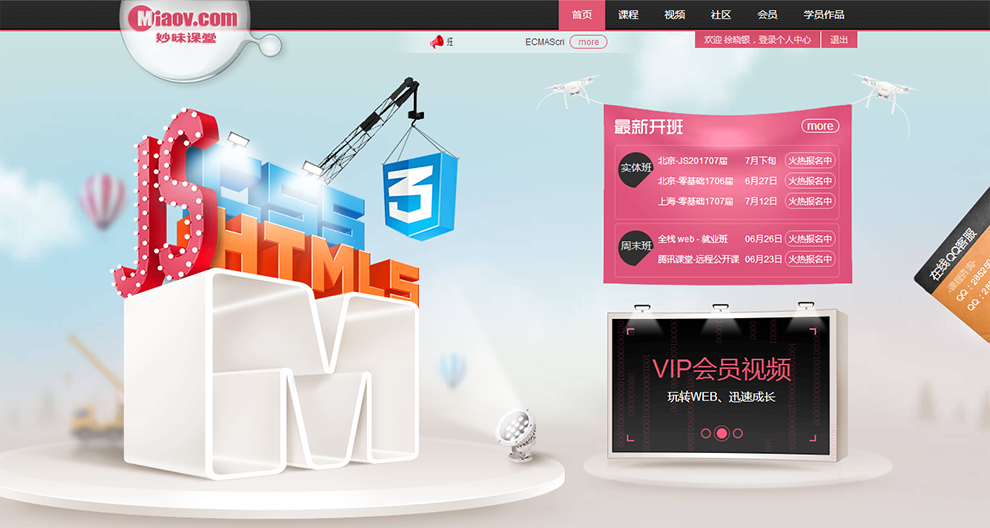 Miaov.com
妙味课堂
首页 课程 视频 社区 会员 学员作品
班 ECMAScri more
欢迎 徐晓银，登录个人中心 退出
最新开班 more
实体班
北京-JS201707届 7月下旬 火热报名中
北京-零基础1706届 6月27日 火热报名中
上海-零基础1707届 7月12日 火热报名中
周末班
全栈 web - 就业班 06月26日 火热报名中
腾讯课堂-远程公开课 06月23日 火热报名中
JS
CSS
3
HTML5
M
VIP会员视频
玩转WEB、迅速成长
在线QQ客服